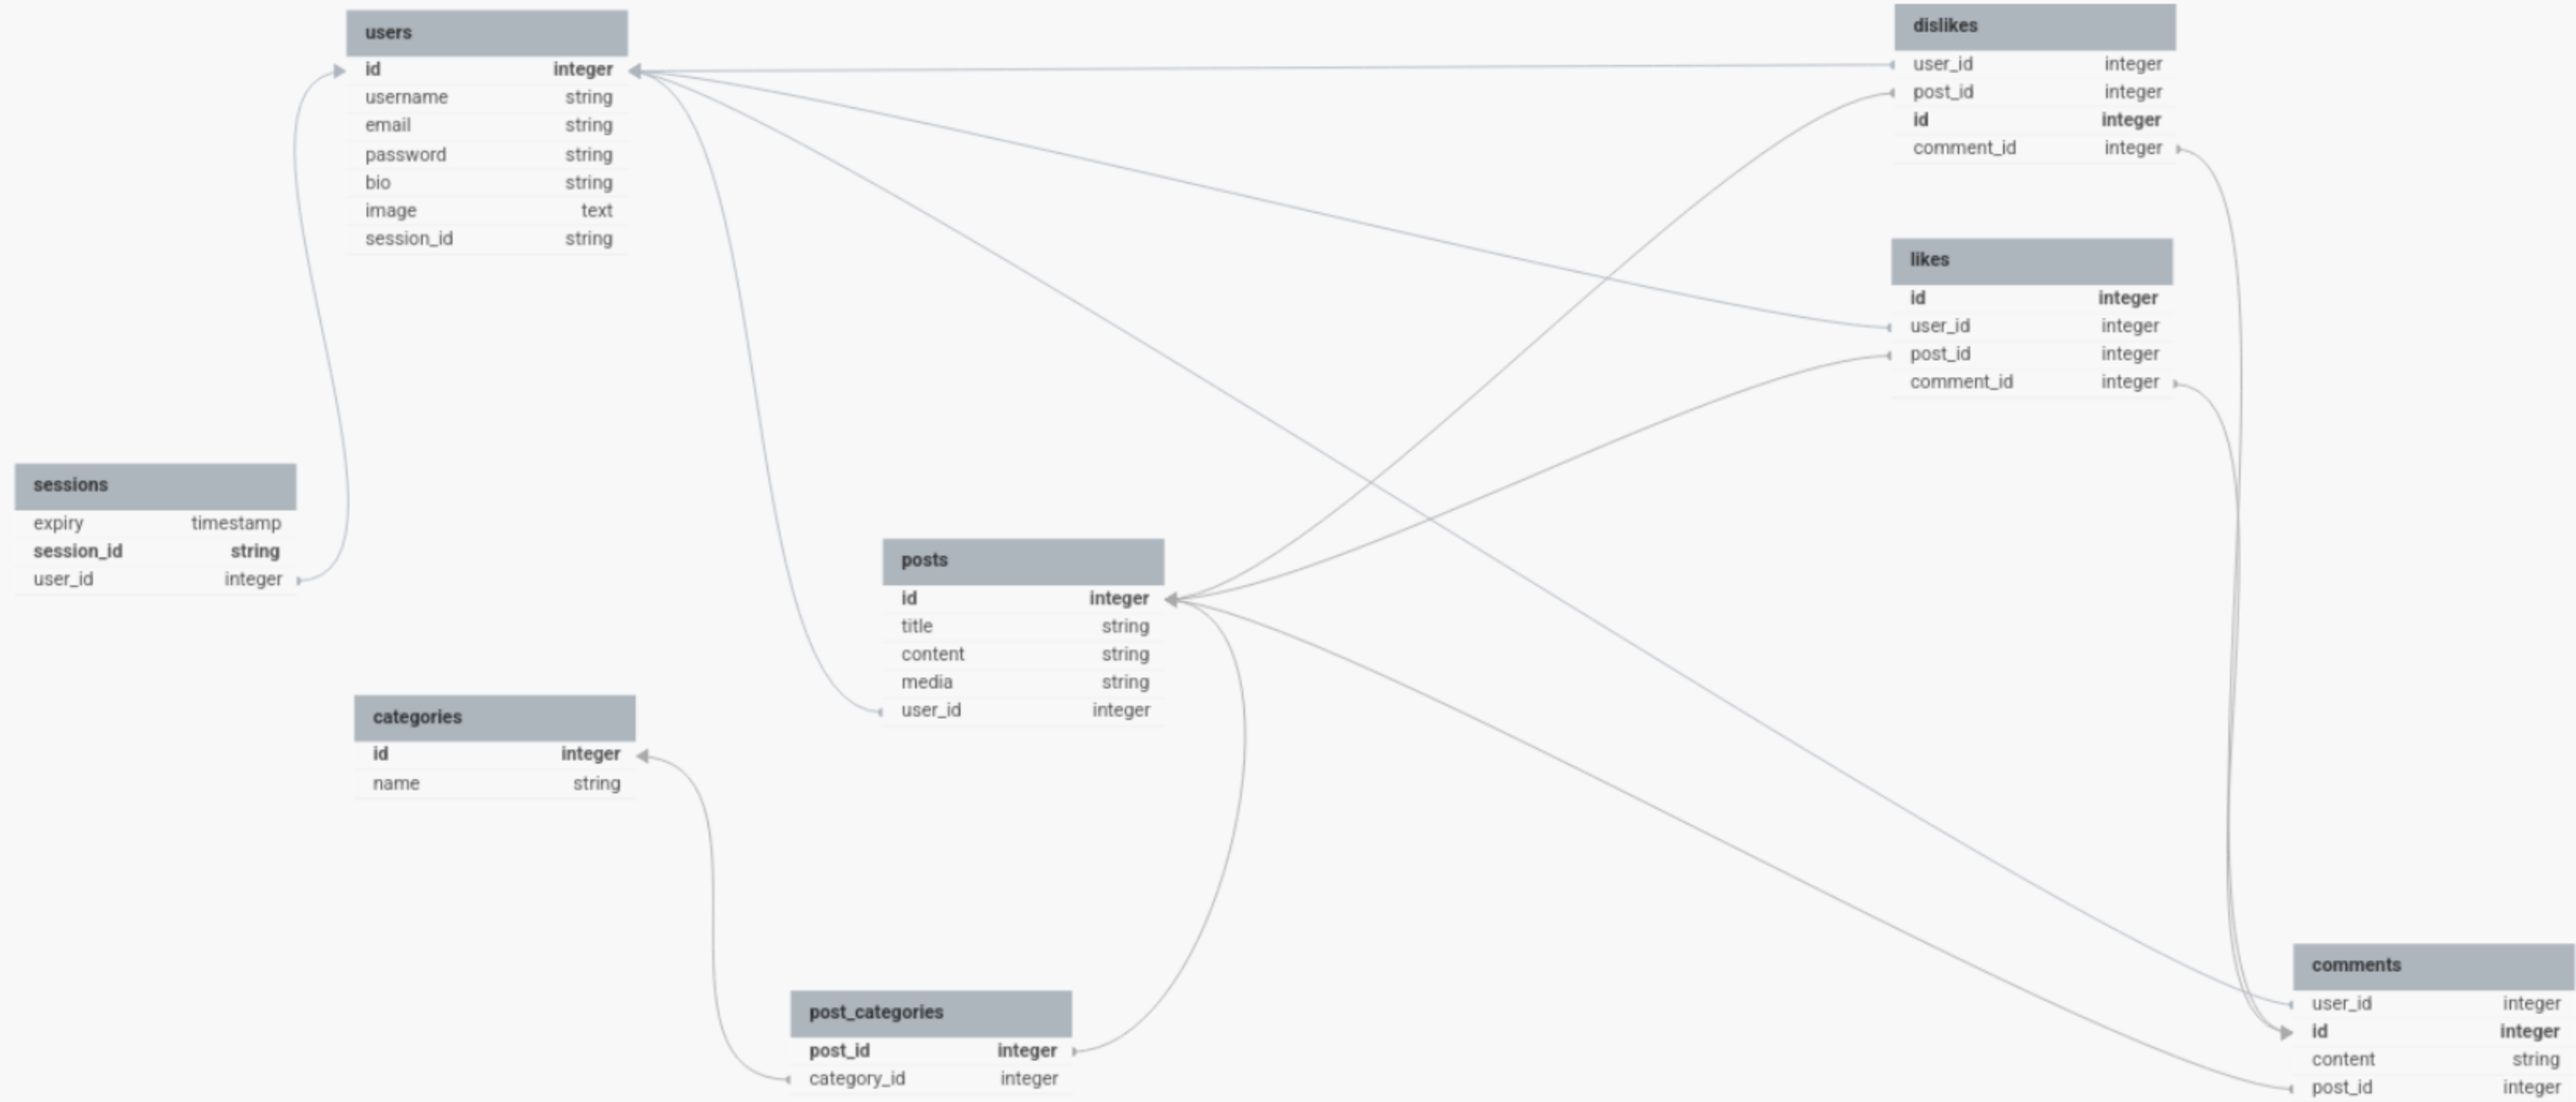 users
id integer
username string
email string
password string
bio string
image text
session_id string
dislikes
user_id integer
post_id integer
id integer
comment_id integer
likes
id integer
user_id integer
post_id integer
comment_id integer
sessions
expiry timestamp
session_id string
user_id integer
posts
id integer
title string
content string
media string
user_id integer
categories
id integer
name string
post_categories
post_id integer
category_id integer
comments
user_id integer
id integer
content string
post_id integer